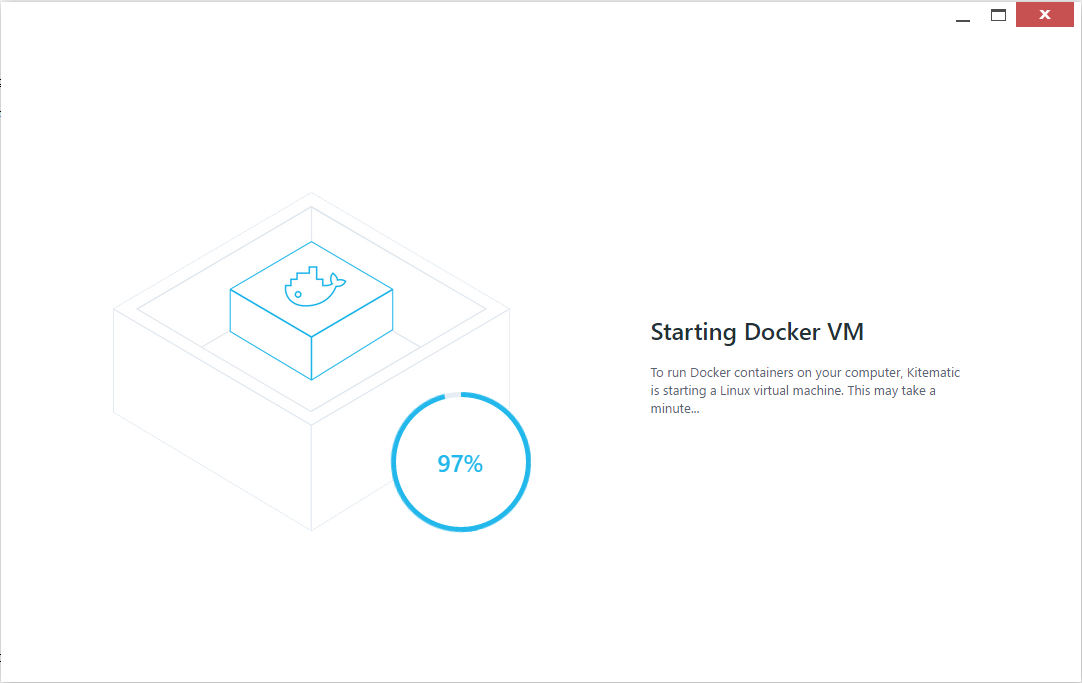 Starting Docker VM
To run Docker containers on your computer, Kitematic
is starting a Linux virtual machine. This may take a
minute...
97%